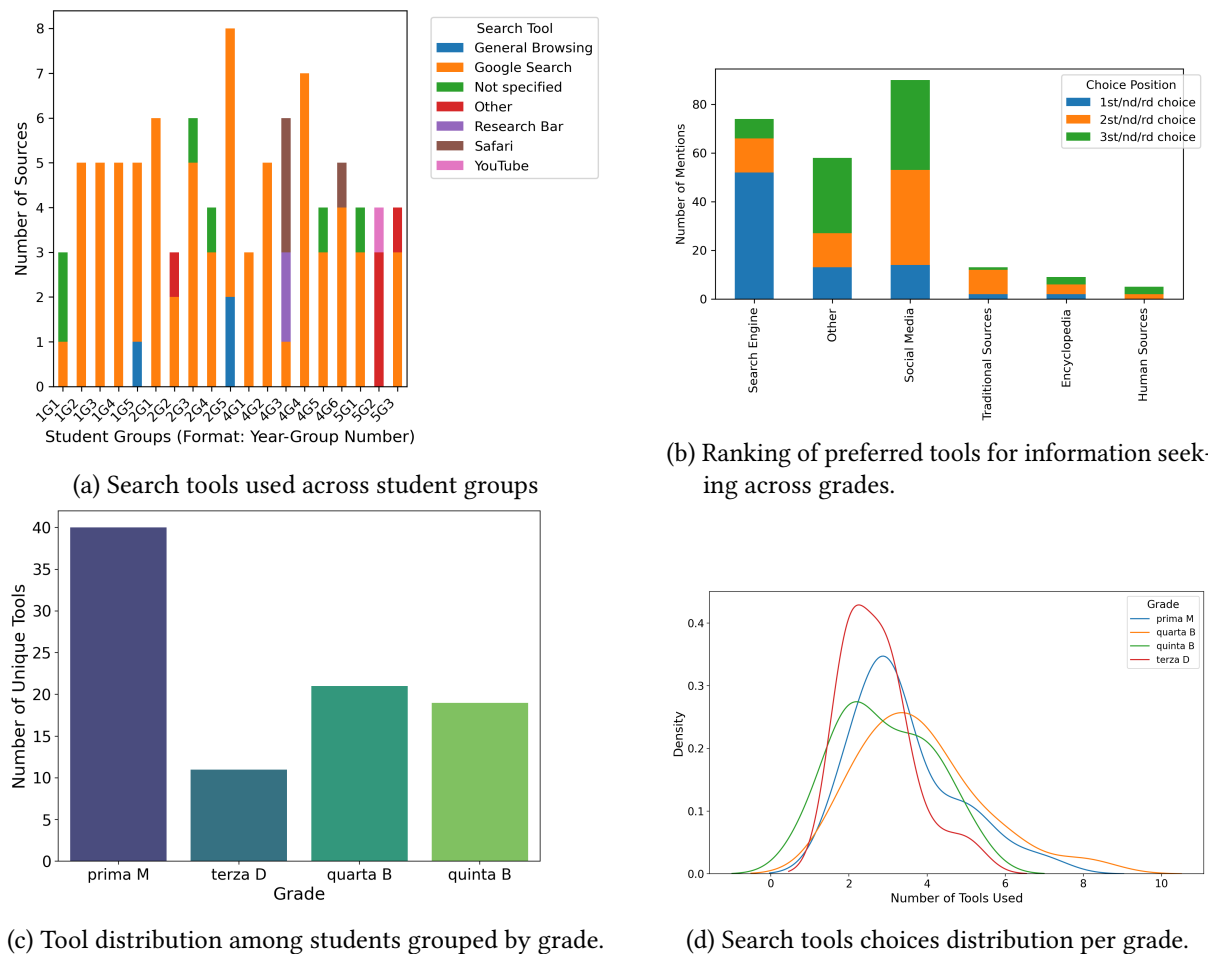 8
7
6
5
4
3
2
1
0
Number of Sources
Search Tool
General Browsing
Google Search
Not specified
Other
Research Bar
Safari
YouTube
1G1
1G2
1G3
1G4
1G5
2G1
2G2
2G3
2G4
2G5
4G1
4G2
4G3
4G4
4G5
4G6
5G1
5G2
5G3
Student Groups (Format: Year-Group Number)
(a) Search tools used across student groups
80
60
40
20
0
Number of Mentions
Choice Position
1st/nd/rd choice
2st/nd/rd choice
3st/nd/rd choice
Search Engine
Other
Social Media
Traditional Sources
Encyclopedia
Human Sources
(b) Ranking of preferred tools for information seek-
ing across grades.
40
35
30
25
20
15
10
5
0
Number of Unique Tools
prima M
terza D
quarta B
quinta B
Grade
(c) Tool distribution among students grouped by grade.
0.4
0.3
0.2
0.1
0.0
Density
Grade
prima M
quarta B
quinta B
terza D
0 2 4 6 8 10
Number of Tools Used
(d) Search tools choices distribution per grade.